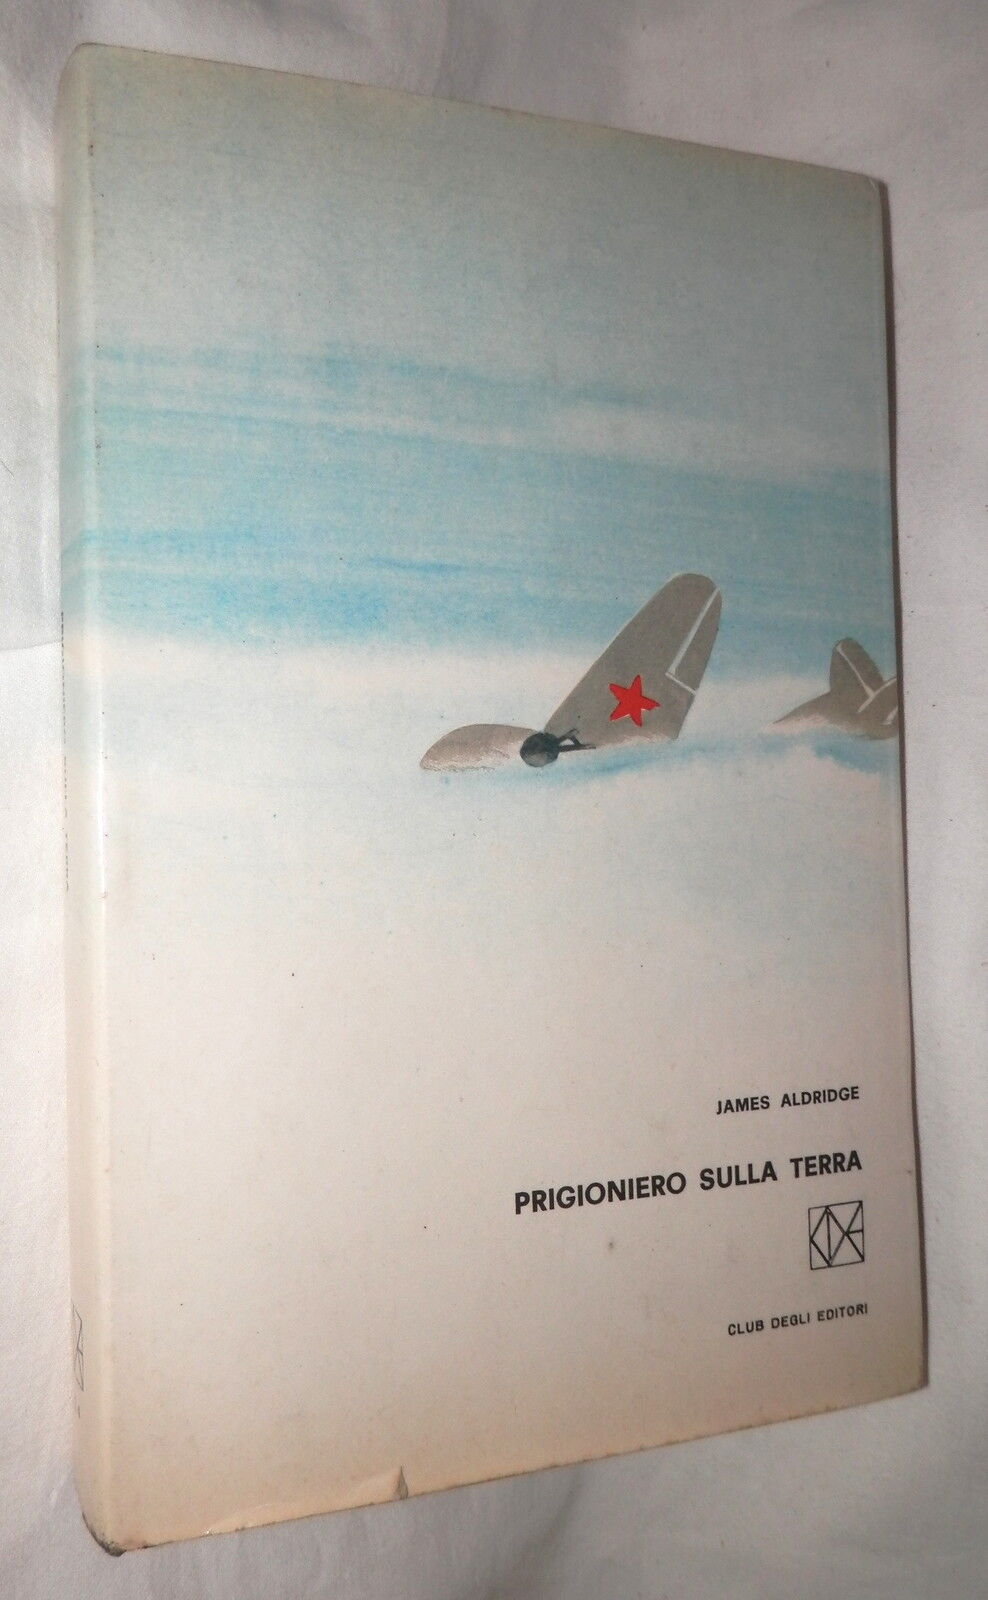 JAMES ALDRIDGE
PRIGIONIERO SULLA TERRA
CLUB DEGLI EDITORI